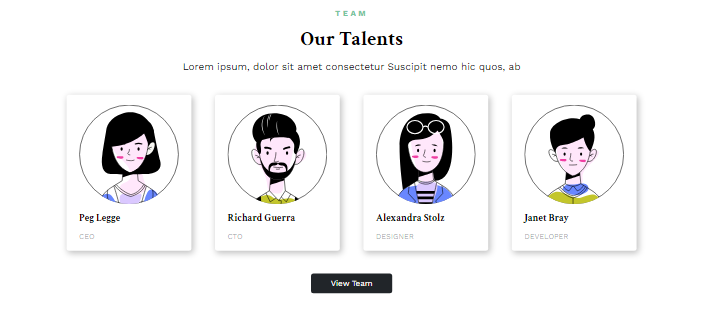 TEAM
Our Talents
Lorem ipsum, dolor sit amet consectetur Suscipit nemo hic quos, ab
Peg Legge
CEO
Richard Guerra
CTO
Alexandra Stolz
DESIGNER
Janet Bray
DEVELOPER
View Team